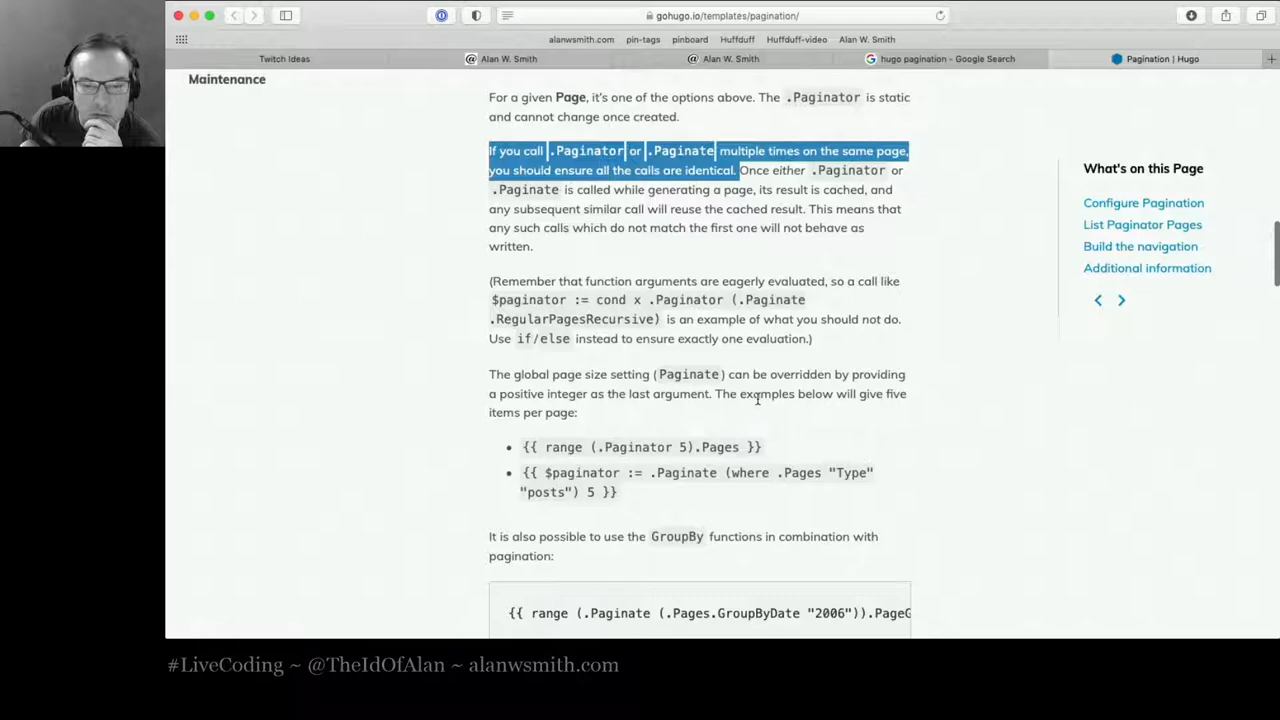 gohugo.io/templates/pagination/
alanwsmith.com pin-tags pinboard Huffduff Huffduff-video Alan W. Smith
Twitch Ideas @ Alan W. Smith @ Alan W. Smith hugo pagination - Google Search Pagination | Hugo
Maintenance
For a given Page, it's one of the options above. The .Paginator is static
and cannot change once created.
If you call .Paginator or .Paginate multiple times on the same page,
you should ensure all the calls are identical. Once either .Paginator or
.Paginate is called while generating a page, its result is cached, and
any subsequent similar call will reuse the cached result. This means that
any such calls which do not match the first one will not behave as
written.
(Remember that function arguments are eagerly evaluated, so a call like
$paginator := cond x .Paginator (.Paginate
.RegularPagesRecursive) is an example of what you should not do.
Use if/else instead to ensure exactly one evaluation.)
The global page size setting (Paginate) can be overridden by providing
a positive integer as the last argument. The examples below will give five
items per page:
{{ range (.Paginator 5).Pages }}
{{ $paginator := .Paginate (where .Pages "Type"
"posts") 5 }}
It is also possible to use the GroupBy functions in combination with
pagination:
{{ range (.Paginate (.Pages.GroupByDate "2006")).PageG
What's on this Page
Configure Pagination
List Paginator Pages
Build the navigation
Additional information
#LiveCoding ~ @TheIdOfAlan ~ alanwsmith.com